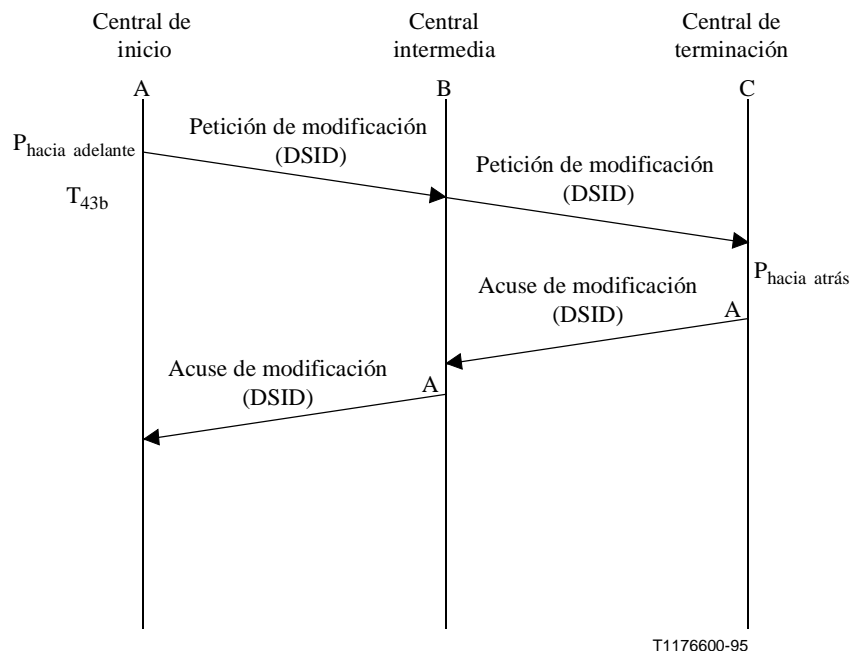 Central de
inicio
Central
intermedia
Central de
terminación
A
B
C
Phacia adelante
Petición de modificación
(DSID)
T43b
Petición de modificación
(DSID)
Phacia atrás
Acuse de modificación
(DSID)
A
Acuse de modificación
(DSID)
A
T1176600-95